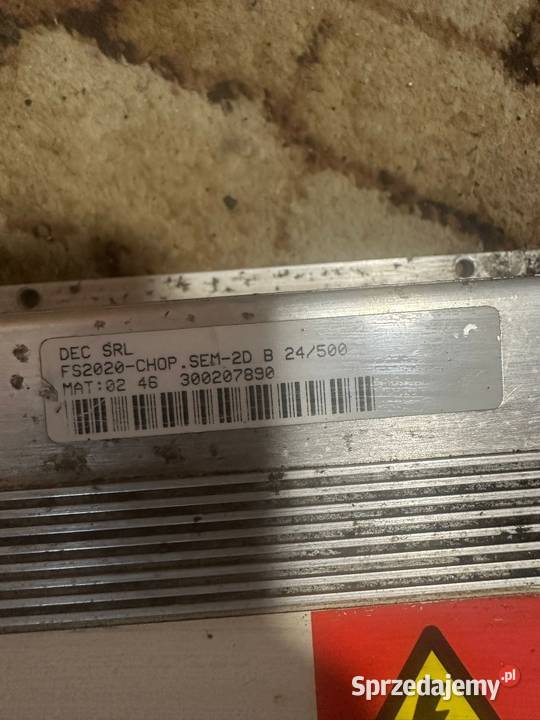 DEC SRL
FS2020-CHOP.SEM-2D B 24/500
MAT:02 46 300207890
Sprzedajemy.pl